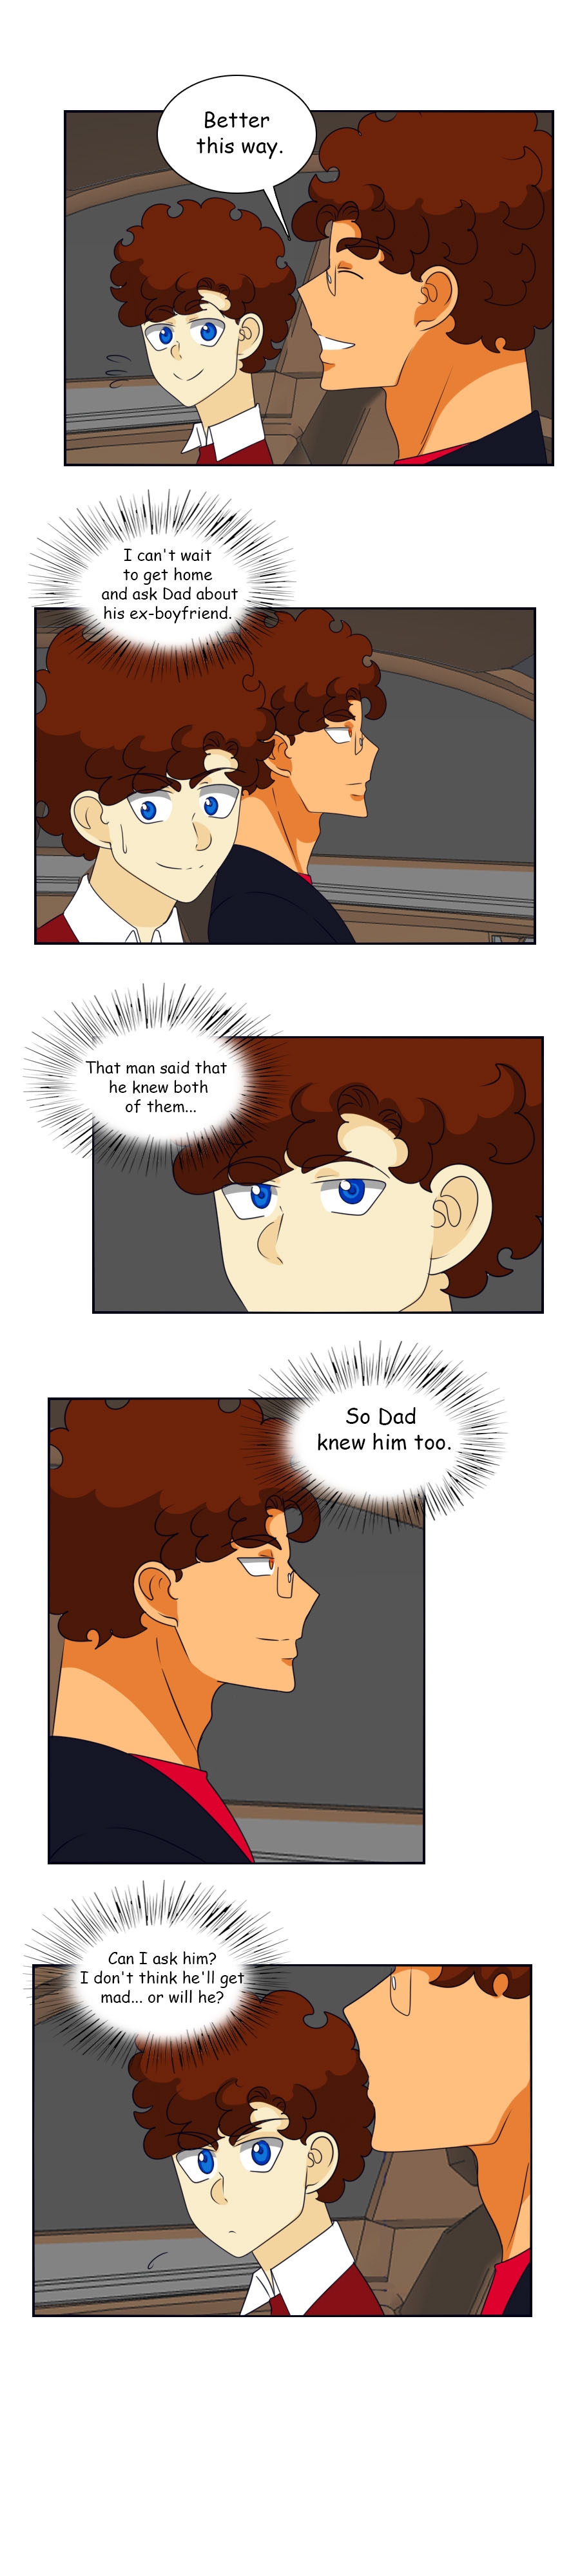 Better
this way.
I can't wait
to get home
and ask Dad about
his ex-boyfriend.
That man said that
he knew both
of them...
So Dad
knew him too.
Can I ask him?
I don't think he'll get
mad... or will he?